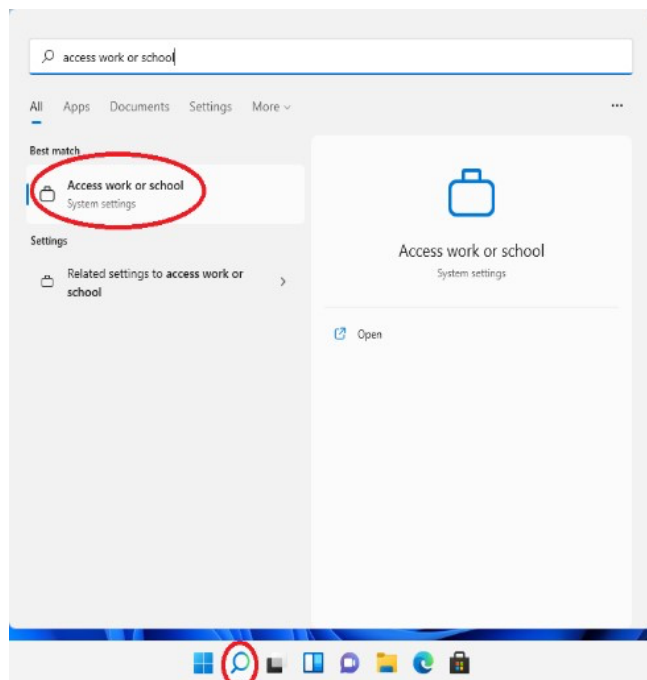 access work or school
All Apps Documents Settings More
Best match
Access work or school
System settings
Settings
Related settings to access work or
school
Access work or school
System settings
Open